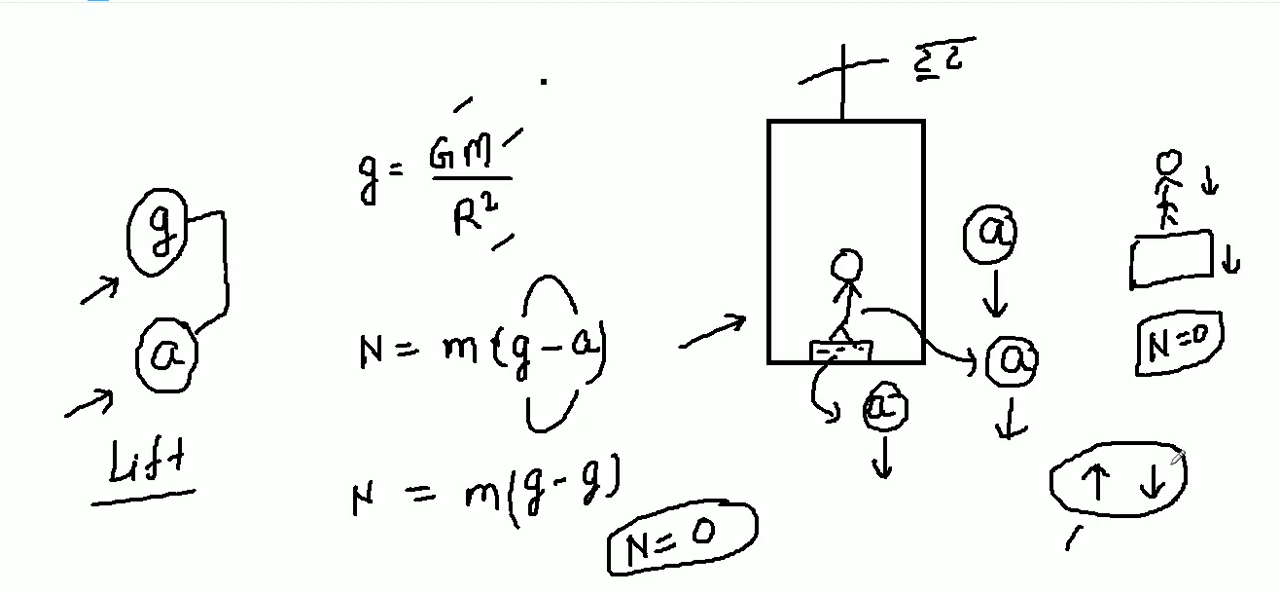 g
a
Lift
g = GM / R²
N = m(g-a)
N = m(g-g)
N = 0
a
a
a
N=0